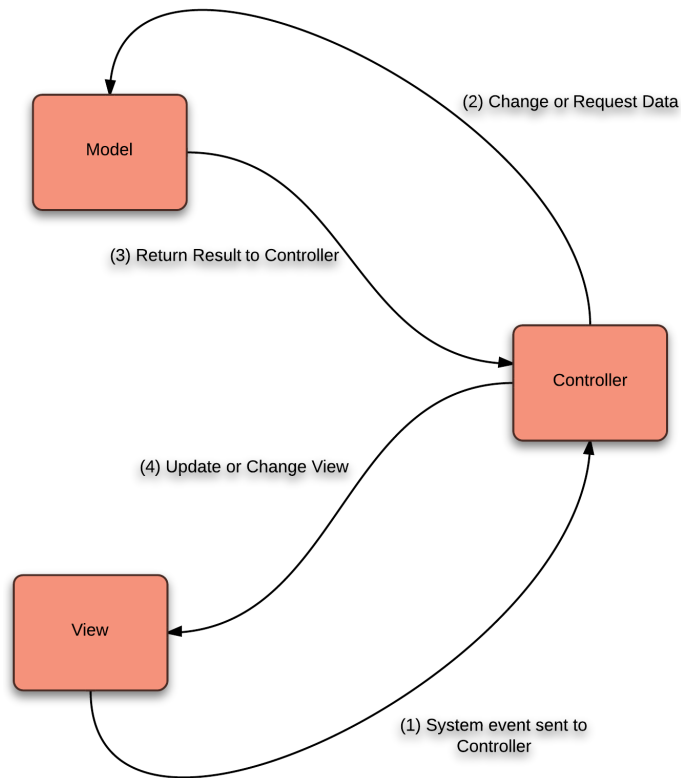 (2) Change or Request Data
Model
(3) Return Result to Controller
Controller
(4) Update or Change View
View
(1) System event sent to
Controller